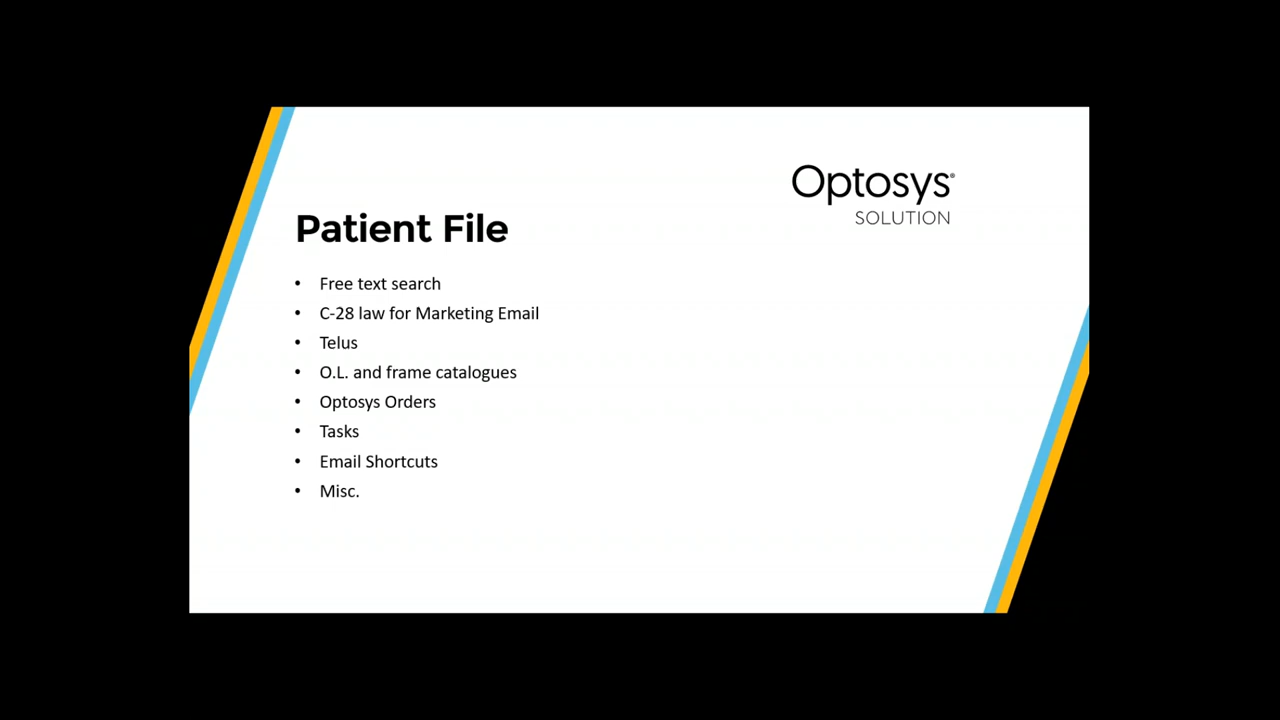 Optosys®
SOLUTION
Patient File
• Free text search
• C-28 law for Marketing Email
• Telus
• O.L. and frame catalogues
• Optosys Orders
• Tasks
• Email Shortcuts
• Misc.